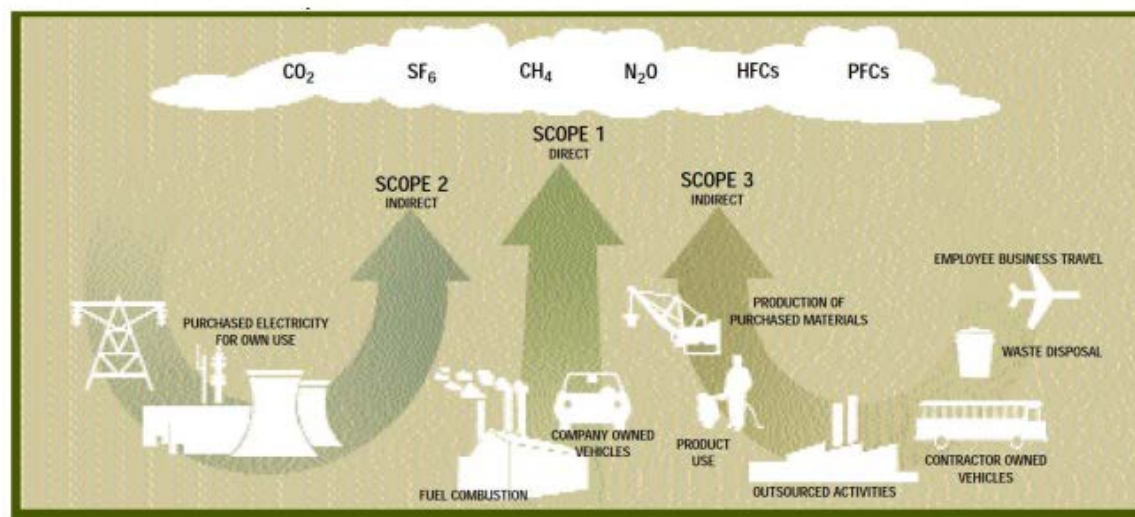 CO₂ SF₆ CH₄ N₂O HFCs PFCs
SCOPE 1
DIRECT
SCOPE 2
INDIRECT
SCOPE 3
INDIRECT
EMPLOYEE BUSINESS TRAVEL
PURCHASED ELECTRICITY
FOR OWN USE
PRODUCTION OF
PURCHASED MATERIALS
WASTE DISPOSAL
COMPANY OWNED
VEHICLES
PRODUCT
USE
CONTRACTOR OWNED
VEHICLES
FUEL COMBUSTION
OUTSOURCED ACTIVITIES